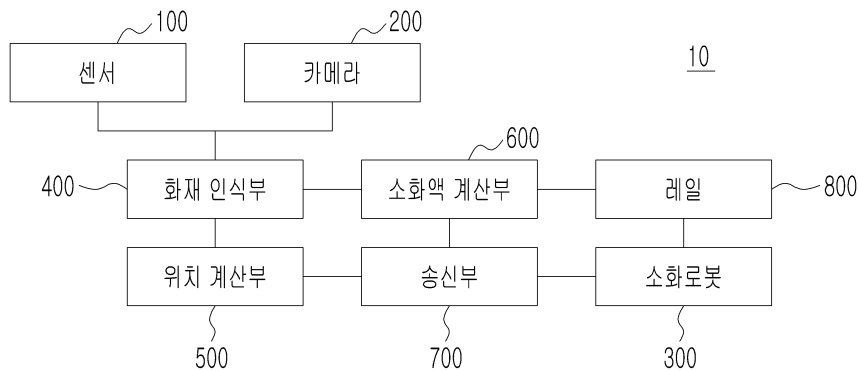 100
200
10
센서
카메라
600
400
화재 인식부
소화액 계산부
레일
800
위치 계산부
송신부
소화로봇
500
700
300